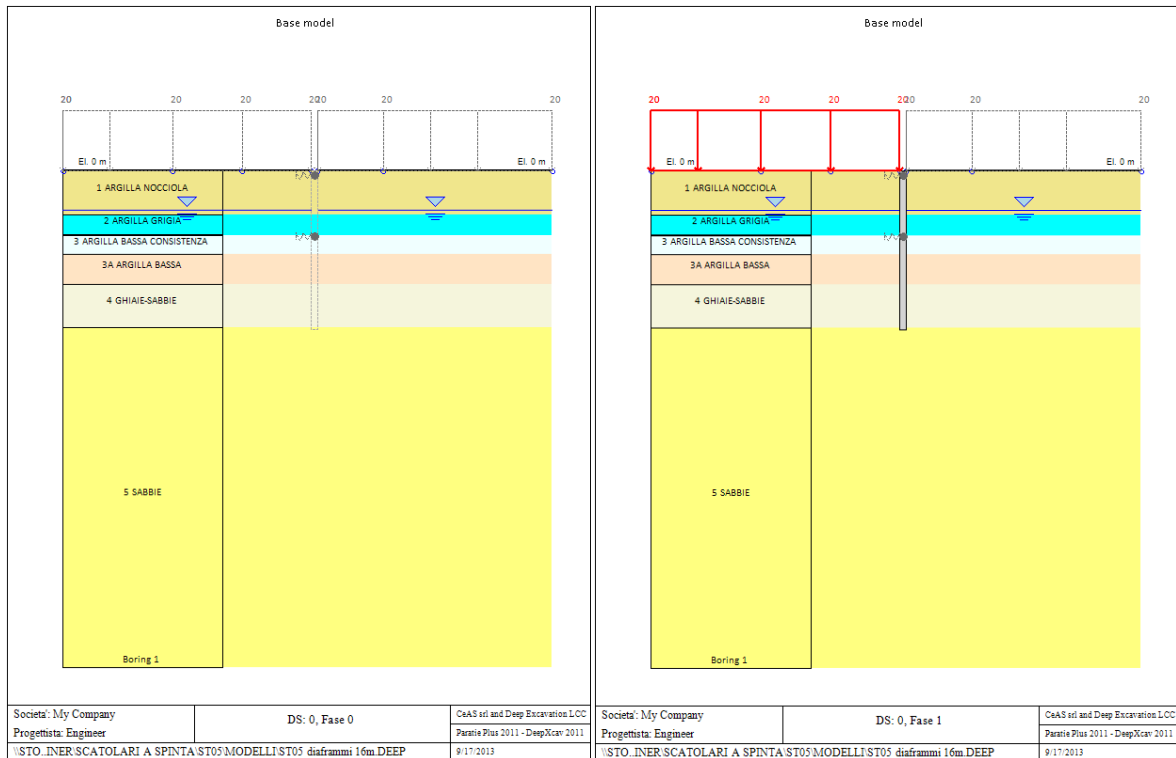 Base model
20 20 20 2020 20 20
El. 0 m El. 0 m
1 ARGILLA NOCCIOLA
2 ARGILLA GRIGIA
3 ARGILLA BASSA CONSISTENZA
3A ARGILLA BASSA
4 GHIAIE-SABBIE
5 SABBIE
Boring 1
Societa': My Company
Progettista: Engineer
DS: 0, Fase 0
CeAS srl and Deep Excavation LCC
Paratie Plus 2011 - DeepXcav 2011
\\STO..INER\SCATOLARI A SPINTA\ST05\MODELLI\ST05 diaframmi 16m.DEEP
9/17/2013
Base model
20 20 20 2020 20 20
El. 0 m El. 0 m
1 ARGILLA NOCCIOLA
2 ARGILLA GRIGIA
3 ARGILLA BASSA CONSISTENZA
3A ARGILLA BASSA
4 GHIAIE-SABBIE
5 SABBIE
Boring 1
Societa': My Company
Progettista: Engineer
DS: 0, Fase 1
CeAS srl and Deep Excavation LCC
Paratie Plus 2011 - DeepXcav 2011
\\STO..INER\SCATOLARI A SPINTA\ST05\MODELLI\ST05 diaframmi 16m.DEEP
9/17/2013